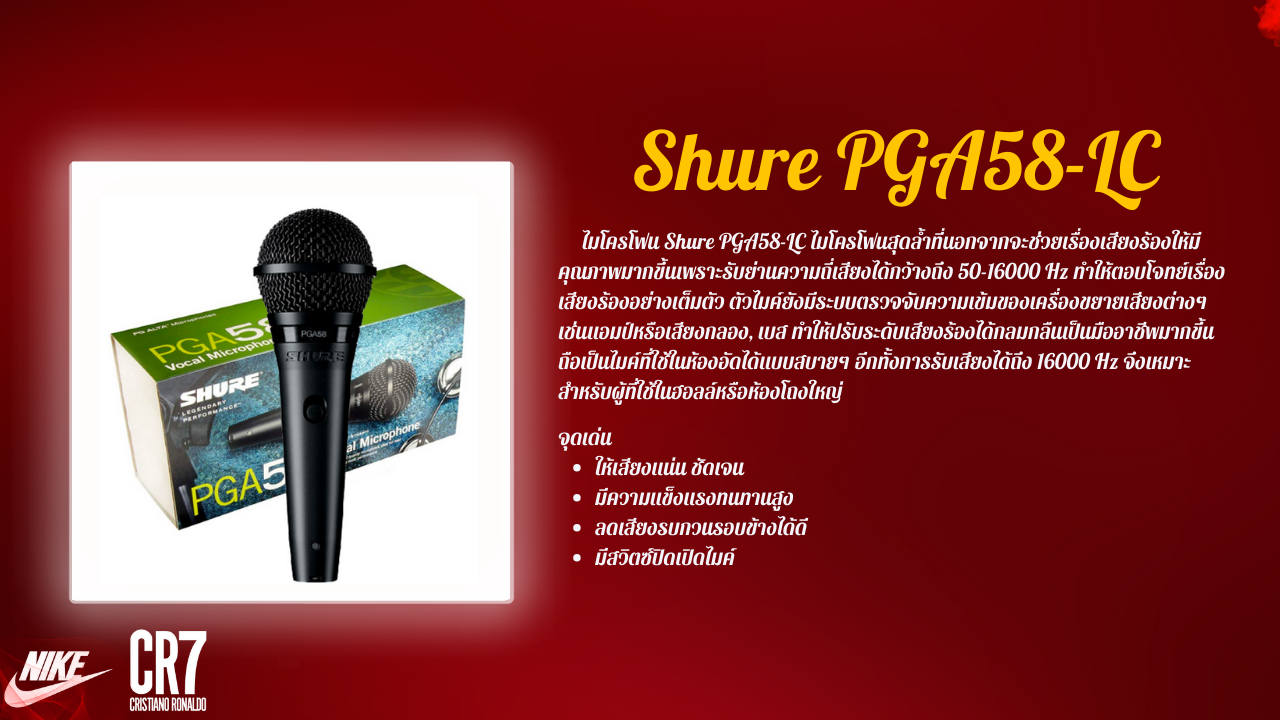 Shure PGA58-LC
ไมโครโฟน Shure PGA58-LC ไมโครโฟนสุดล้ำที่นอกจากจะช่วยเรื่องเสียงร้องให้มี
คุณภาพมากขึ้นเพราะรับย่านความถี่เสียงได้กว้างถึง 50-16000 Hz ทำให้ตอบโจทย์เรื่อง
เสียงร้องอย่างเต็มตัว ตัวไมค์ยังมีระบบตรวจจับความเข้มของเครื่องขยายเสียงต่างๆ
เช่นแอมป์หรือเสียงกลอง, เบส ทำให้ปรับระดับเสียงร้องได้กลมกลืนเป็นมืออาชีพมากขึ้น
ถือเป็นไมค์ที่ใช้ในห้องอัดได้แบบสบายๆ อีกทั้งการรับเสียงได้ถึง 16000 Hz จึงเหมาะ
สำหรับผู้ที่ใช้ในฮอลล์หรือห้องโถงใหญ่
จุดเด่น
• ให้เสียงแน่น ชัดเจน
• มีความแข็งแรงทนทานสูง
• ลดเสียงรบกวนรอบข้างได้ดี
• มีสวิตซ์ปิดเปิดไมค์
PG ALTA Microphones
PGA58
Vocal Microphone
SHURE
LEGENDARY
PERFORMANCE
PGA58
SHURE
Microphone
PGA5
NIKE
CR7
CRISTIANO RONALDO